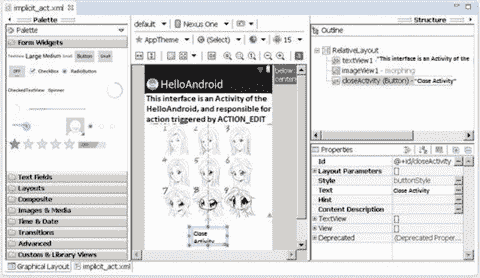 implicit_act.xml
Palette
Structure
Palette
Form Widgets
TextView Large Medium Small Button Small
OFF CheckBox RadioButton
CheckedTextView Spinner
OFF
Text Fields
Layouts
Composite
Images & Media
Time & Date
Transitions
Advanced
Custom & Library Views
Graphical Layout implicit_act.xml
default Nexus One
AppTheme (Select) 15
HelloAndroid
below
This interface is an Activity of the
HelloAndroid, and responsible for
action triggered by ACTION_EDIT
Close
Activity
Outline
RelativeLayout
textView1 - "This interface is an Activity of the
imageView1 - morphing
closeActivity (Button) - "Close Activity"
Properties
Id @+id/closeActivity
Layout Parameters []
Style buttonStyle
Text Close Activity
Hint
Content Description
TextView []
View []
Deprecated [Deprecated Proper...